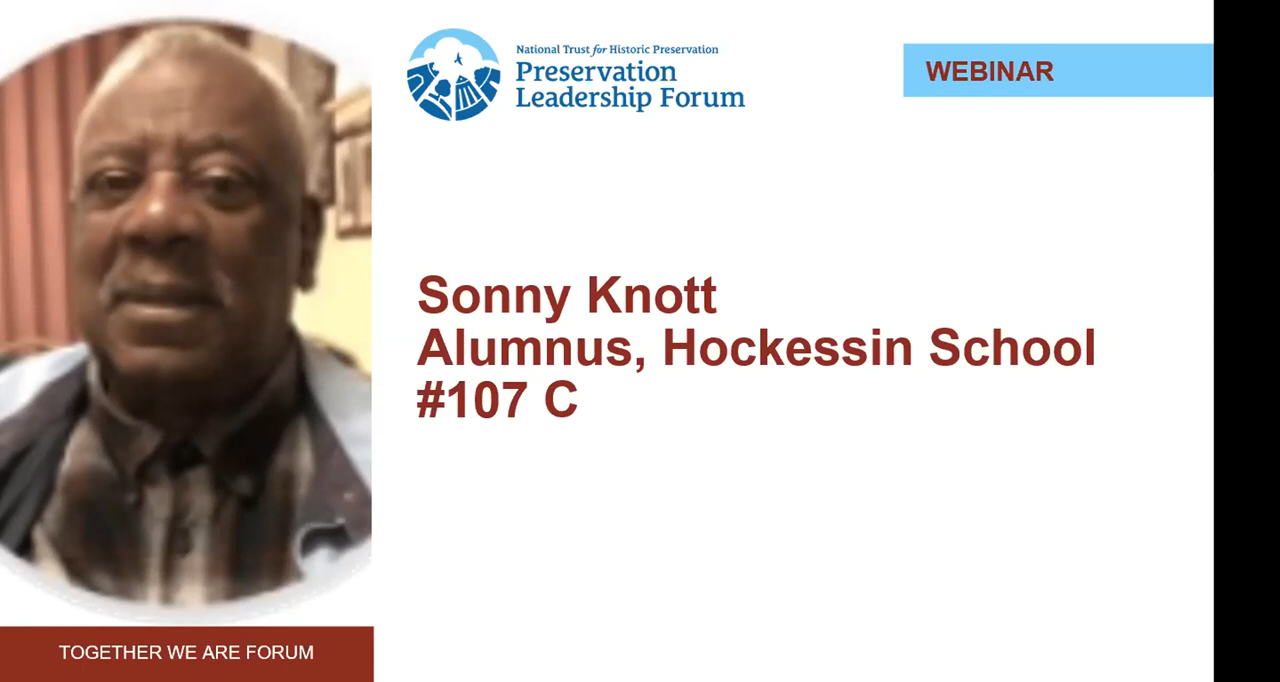 National Trust for Historic Preservation
Preservation
Leadership Forum
WEBINAR
Sonny Knott
Alumnus, Hockessin School
#107 C
TOGETHER WE ARE FORUM